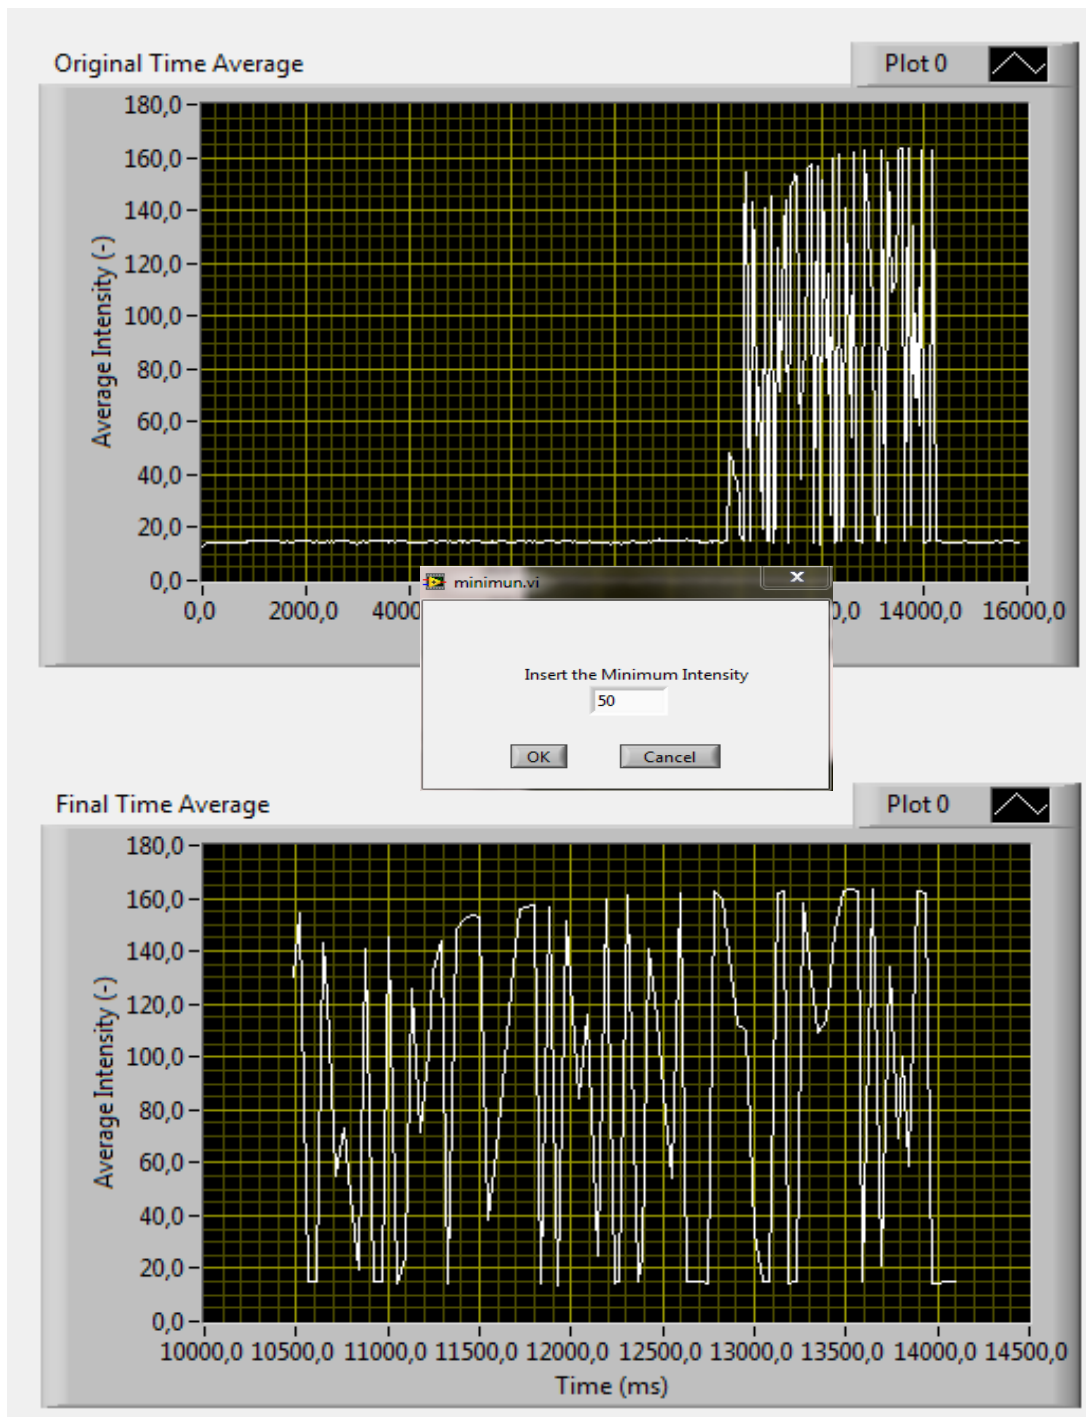 Original Time Average
Plot 0
180,0
160,0
140,0
120,0
100,0
80,0
60,0
40,0
20,0
0,0
Average Intensity (-)
0,0 2000,0 4000 0,0 14000,0 16000,0
minimun.vi
x
Insert the Minimum Intensity
50
OK Cancel
Final Time Average
Plot 0
180,0
160,0
140,0
120,0
100,0
80,0
60,0
40,0
20,0
0,0
Average Intensity (-)
10000,0 10500,0 11000,0 11500,0 12000,0 12500,0 13000,0 13500,0 14000,0 14500,0
Time (ms)